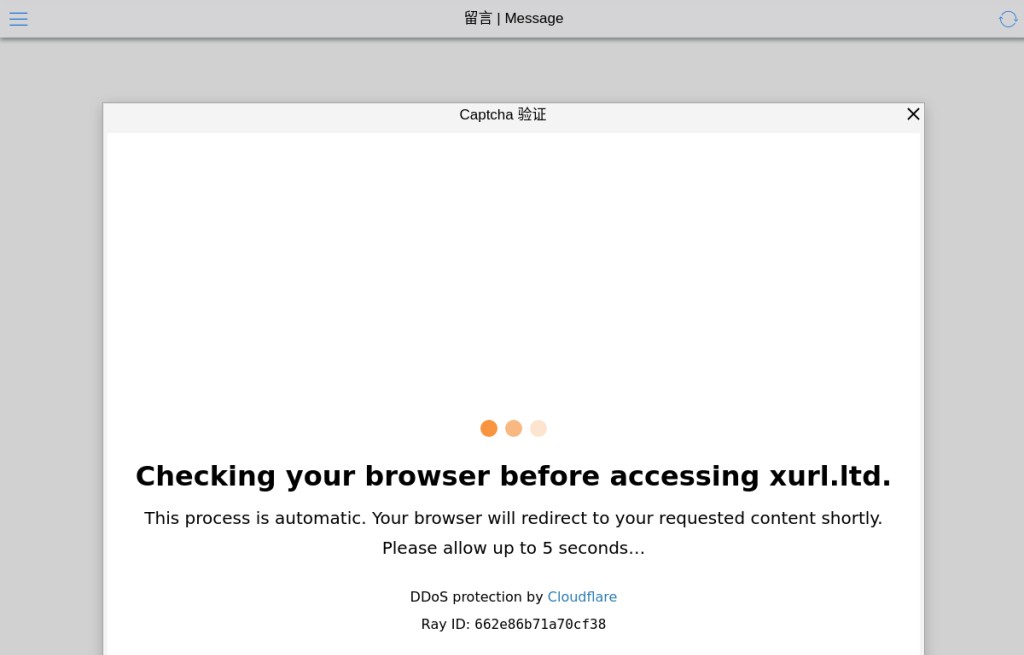 留言 | Message
Captcha 验证
Checking your browser before accessing xurl.ltd.
This process is automatic. Your browser will redirect to your requested content shortly.
Please allow up to 5 seconds...
DDoS protection by Cloudflare
Ray ID: 662e86b71a70cf38